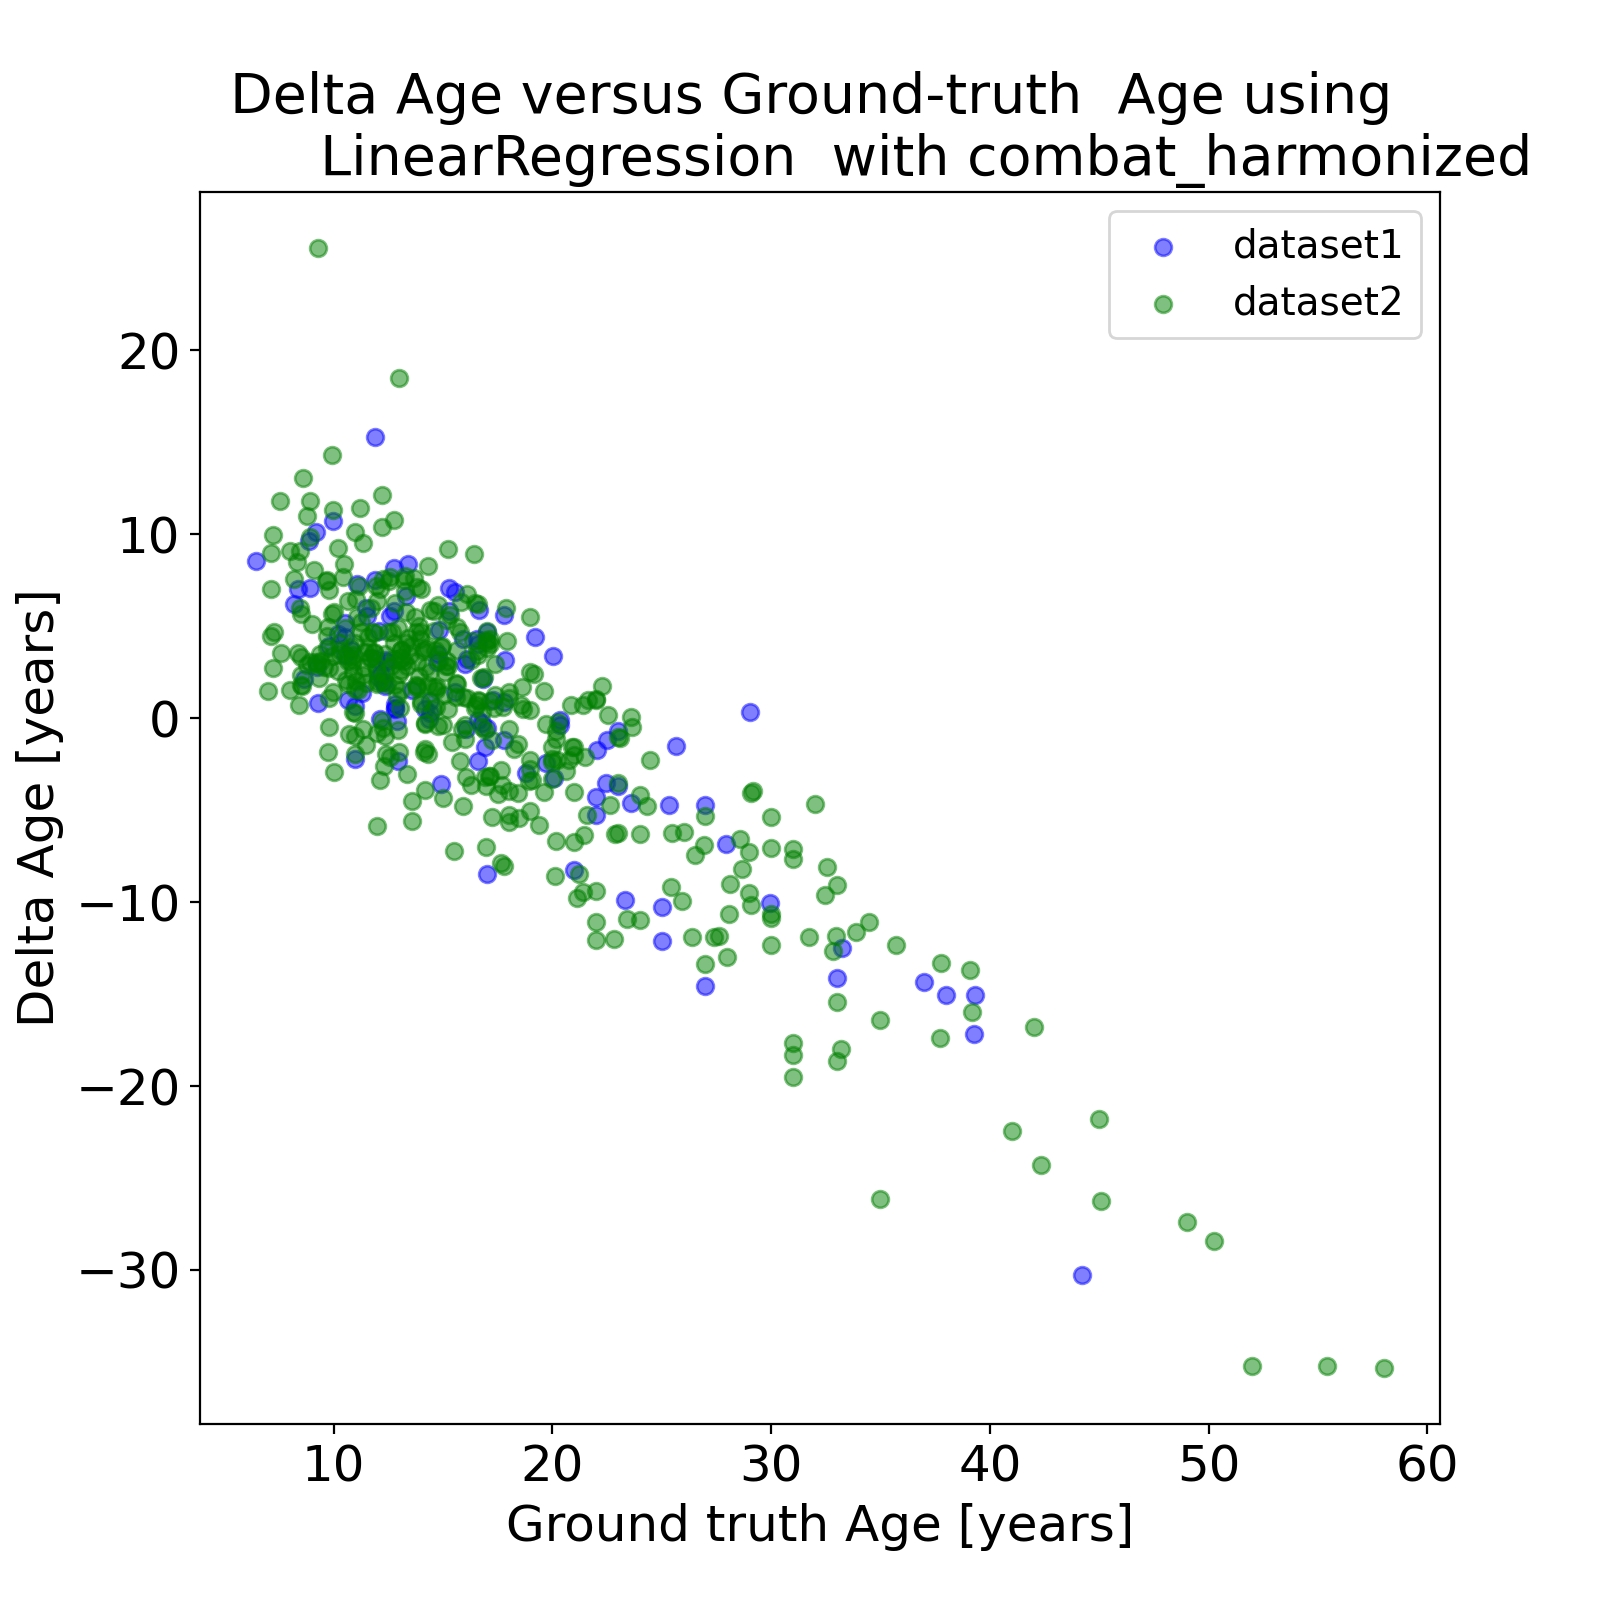 Delta Age versus Ground-truth  Age using
LinearRegression  with combat_harmonized
dataset1
dataset2
Delta Age [years]
20
10
0
−10
−20
−30
10 20 30 40 50 60
Ground truth Age [years]